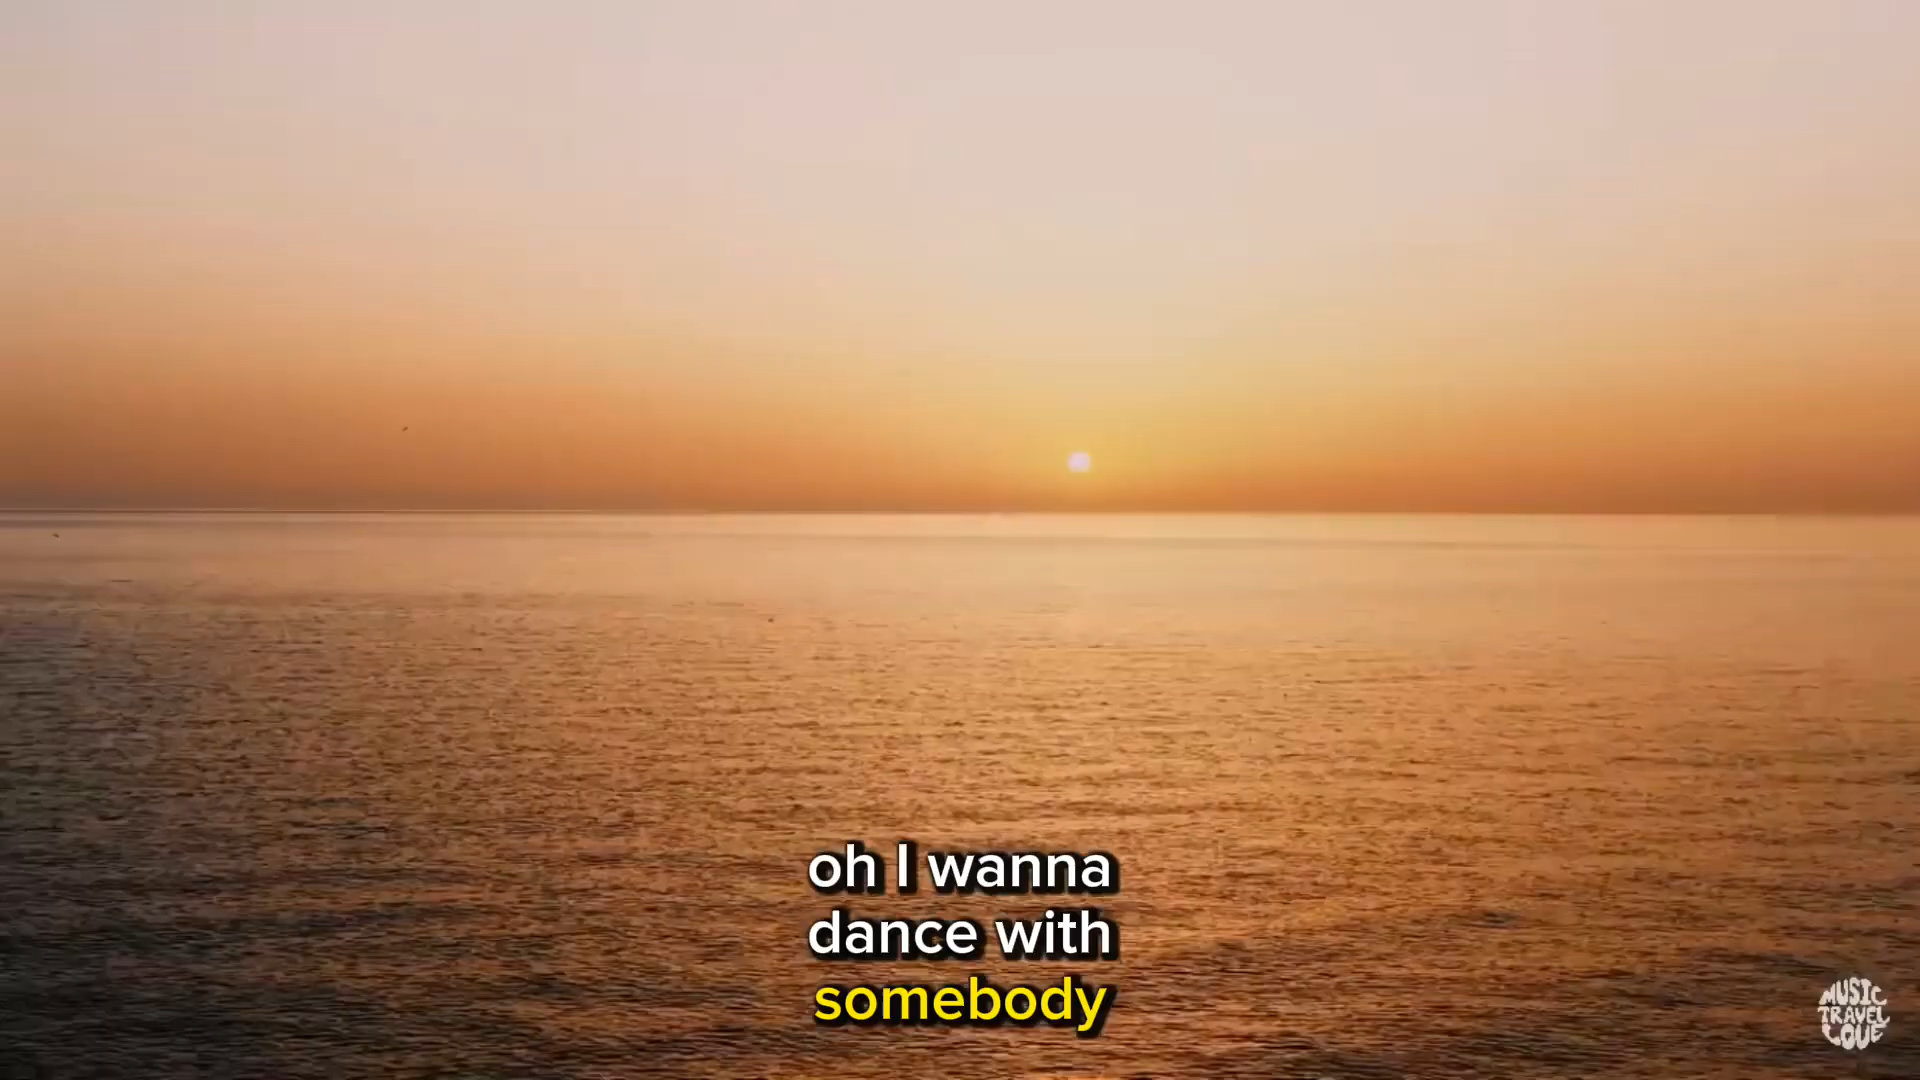 oh I wanna
dance with
somebody
MUSIC
TRAVEL
LOVE